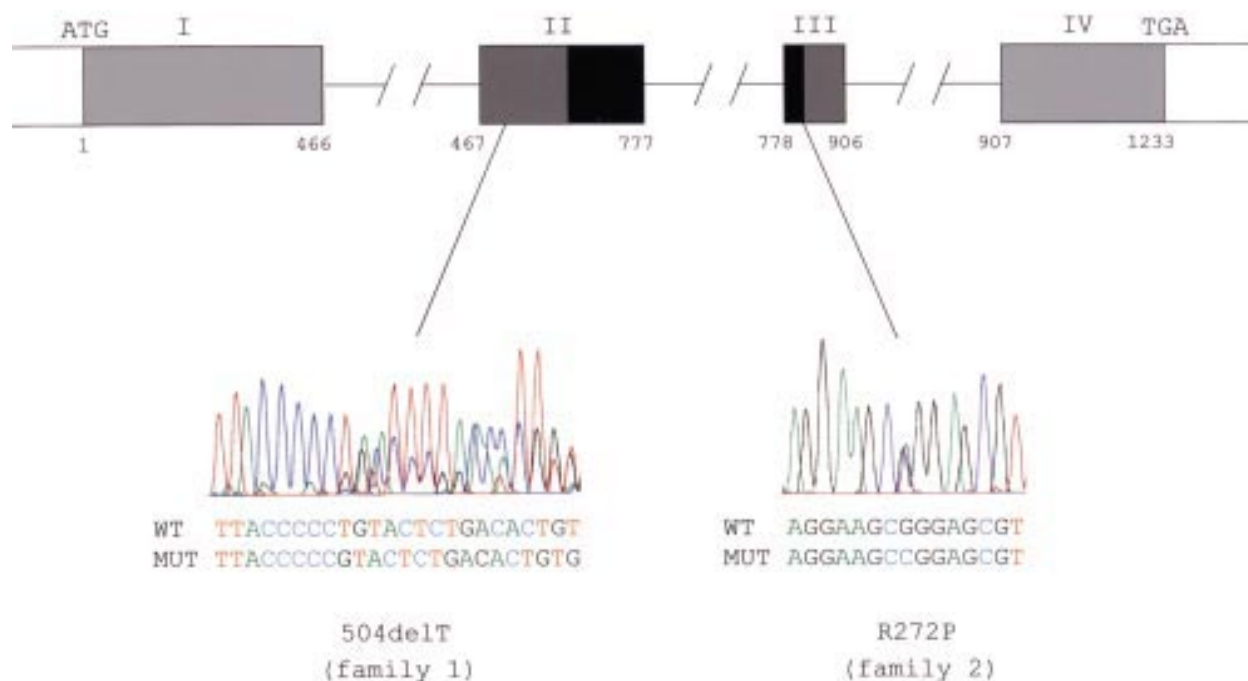 ATG I II III IV TGA
1 466 467 777 778 906 907 1233
WT TTACCCCCTGTACTCTGACACTGT
MUT TTACCCCCGTACTCTGACACTGTG
WT AGGAAGCGGGAGCGT
MUT AGGAAGCCGGAGCGT
504delT
(family 1)
R272P
(family 2)